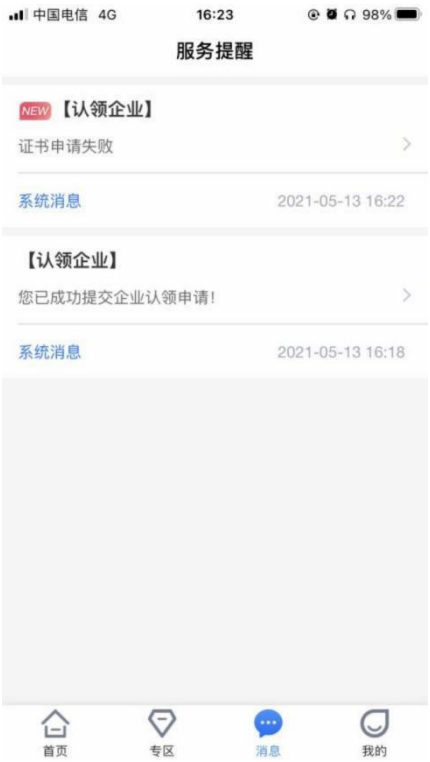 中国电信 4G 16:23 98%
服务提醒
NEW 【认领企业】
证书申请失败
系统消息 2021-05-13 16:22
【认领企业】
您已成功提交企业认领申请!
系统消息 2021-05-13 16:18
首页 专区 消息 我的